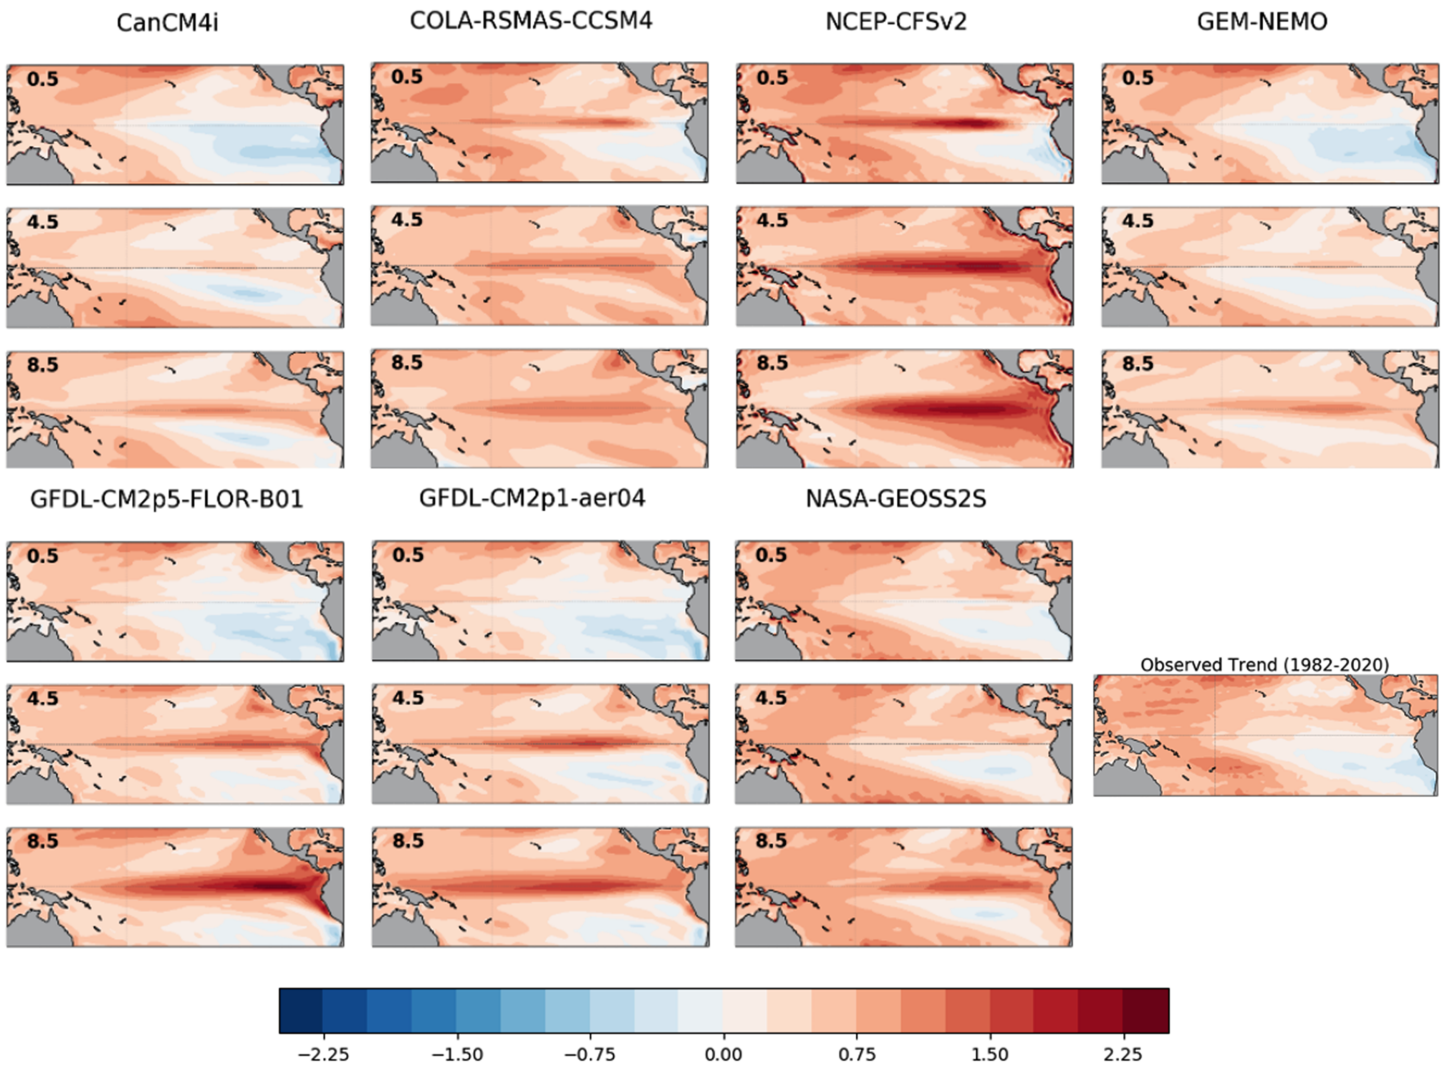 CanCM4i COLA-RSMAS-CCSM4 NCEP-CFSv2 GEM-NEMO
0.5 0.5 0.5 0.5
4.5 4.5 4.5 4.5
8.5 8.5 8.5 8.5
GFDL-CM2p5-FLOR-B01 GFDL-CM2p1-aer04 NASA-GEOSS2S
0.5 0.5 0.5
Observed Trend (1982-2020)
4.5 4.5 4.5
8.5 8.5 8.5
−2.25 −1.50 −0.75 0.00 0.75 1.50 2.25